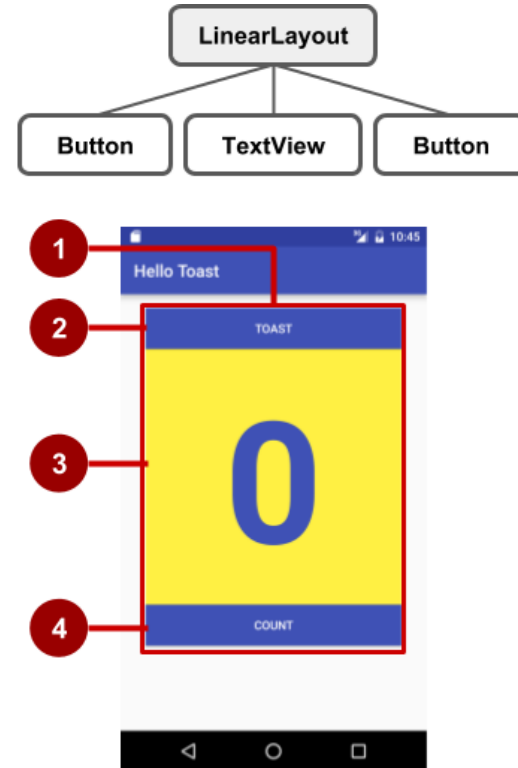 LinearLayout
Button TextView Button
10:45
1
Hello Toast
2
TOAST
3
0
4
COUNT